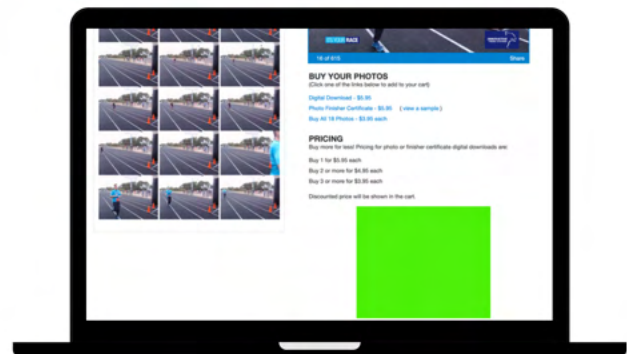 RACE
18 of 615
Share
BUY YOUR PHOTOS
(Click one of the links below to add to your cart)
Digital Download - $5.95
Photo Finisher Certificate - $5.95 ( view a sample )
Buy All 18 Photos - $3.95 each
PRICING
Buy more for less! Pricing for photo or finisher certificate digital downloads are:
Buy 1 for $5.95 each
Buy 2 or more for $4.95 each
Buy 3 or more for $3.95 each
Discounted price will be shown in the cart.